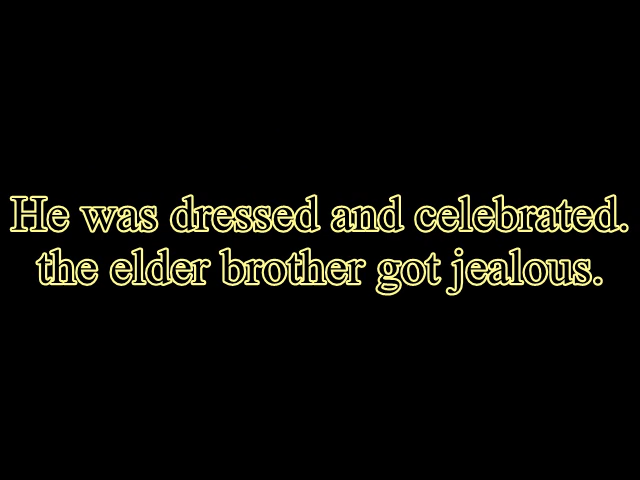 He was dressed and celebrated.
the elder brother got jealous.